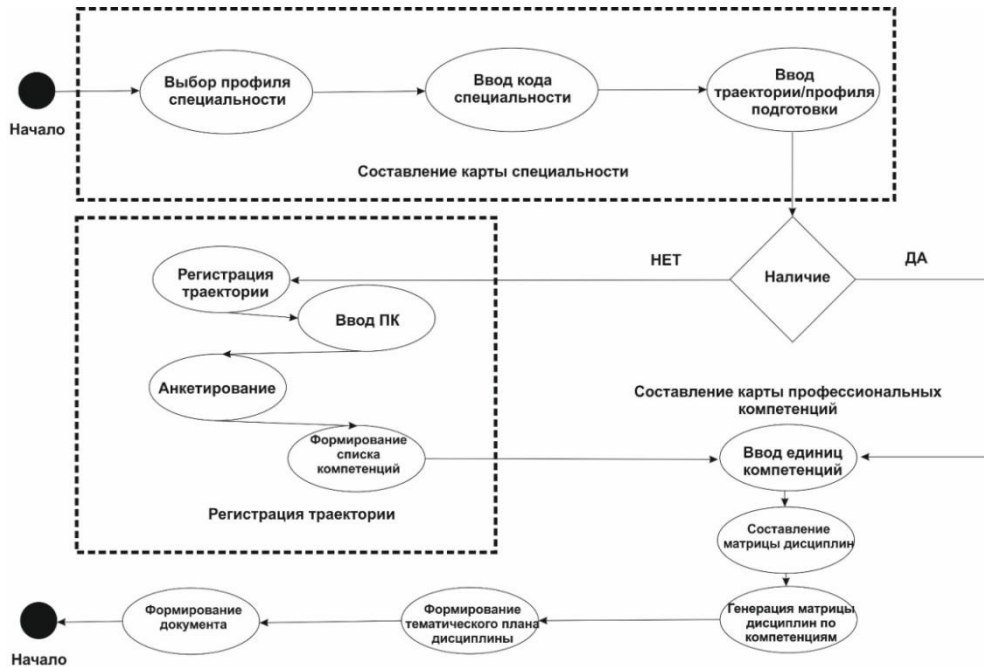 Начало
Выбор профиля
специальности
Ввод кода
специальности
Ввод
траектории/профиля
подготовки
Составление карты специальности
Наличие
НЕТ
ДА
Регистрация
траектории
Ввод ПК
Анкетирование
Формирование
списка
компетенций
Регистрация траектории
Составление карты профессиональных
компетенций
Ввод единиц
компетенций
Составление
матрицы дисциплин
Генерация матрицы
дисциплин по
компетенциям
Формирование
тематического плана
дисциплины
Формирование
документа
Начало